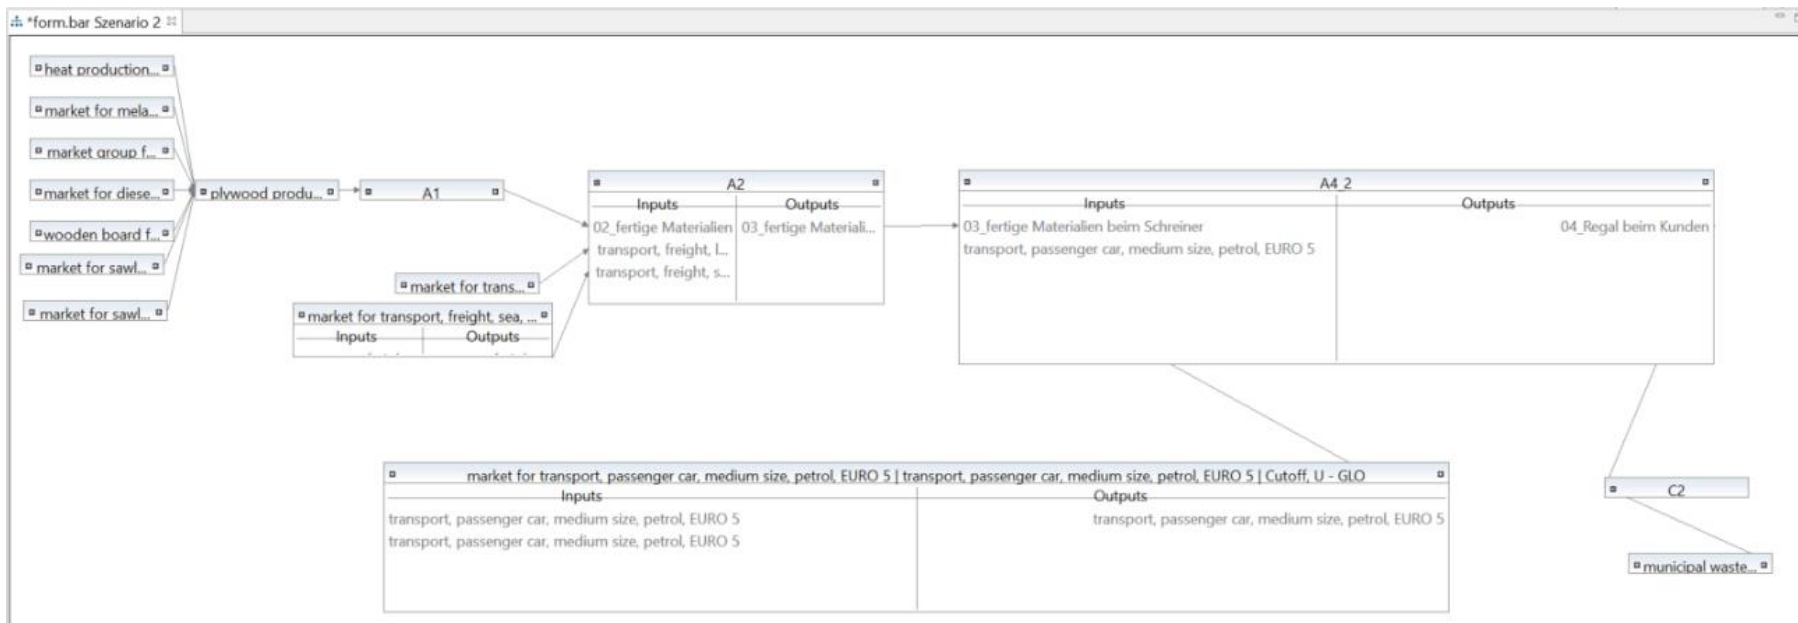 *form.bar Szenario 2
heat production...
market for mela...
market group f...
market for diese...
wooden board f...
market for sawl...
market for sawl...
plywood produ...
A1
market for trans...
market for transport, freight, sea, ...
Inputs Outputs
A2
Inputs Outputs
02_fertige Materialien 03_fertige Materiali...
transport, freight, l...
transport, freight, s...
A4_2
Inputs Outputs
03_fertige Materialien beim Schreiner 04_Regal beim Kunden
transport, passenger car, medium size, petrol, EURO 5
market for transport, passenger car, medium size, petrol, EURO 5 | transport, passenger car, medium size, petrol, EURO 5 | Cutoff, U - GLO
Inputs Outputs
transport, passenger car, medium size, petrol, EURO 5 transport, passenger car, medium size, petrol, EURO 5
transport, passenger car, medium size, petrol, EURO 5
C2
municipal waste...